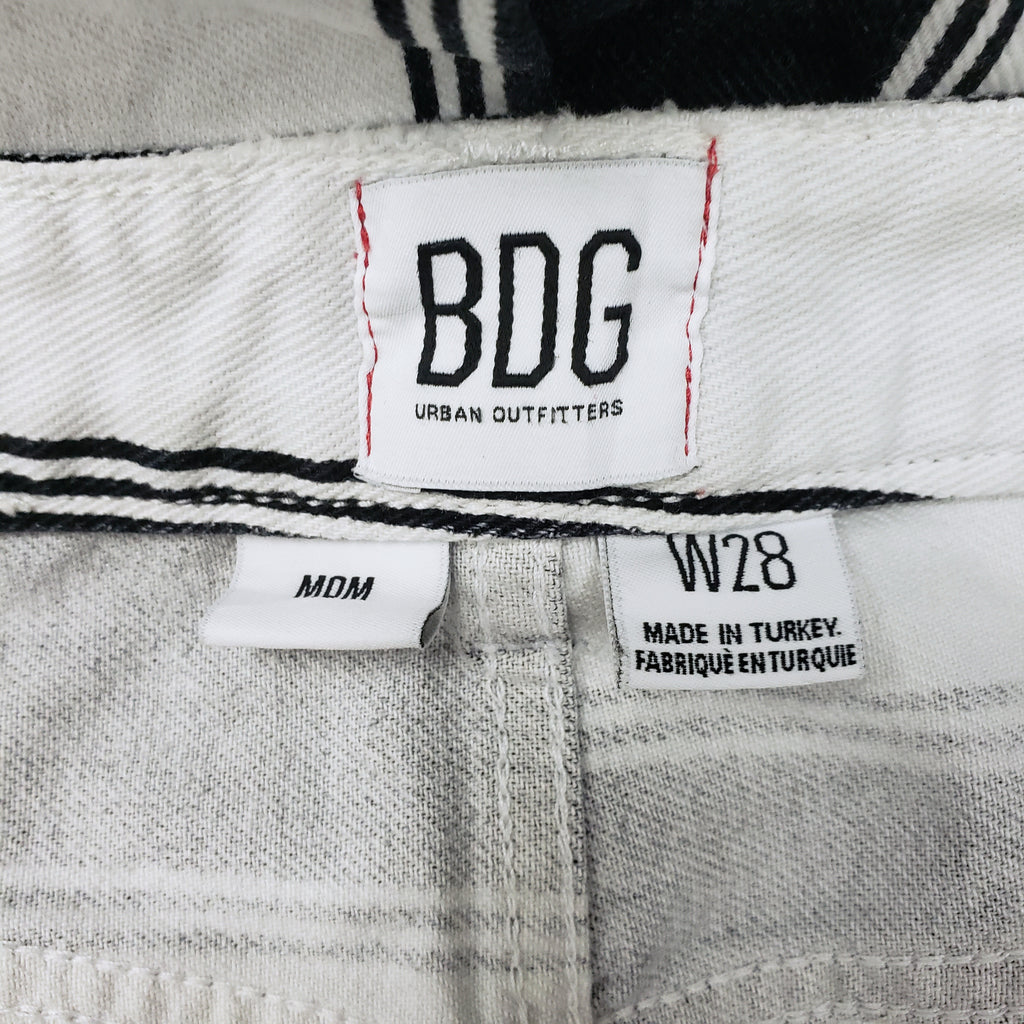 BDG
URBAN OUTFITTERS
MOM
W28
MADE IN TURKEY.
FABRIQUÈ EN TURQUIE